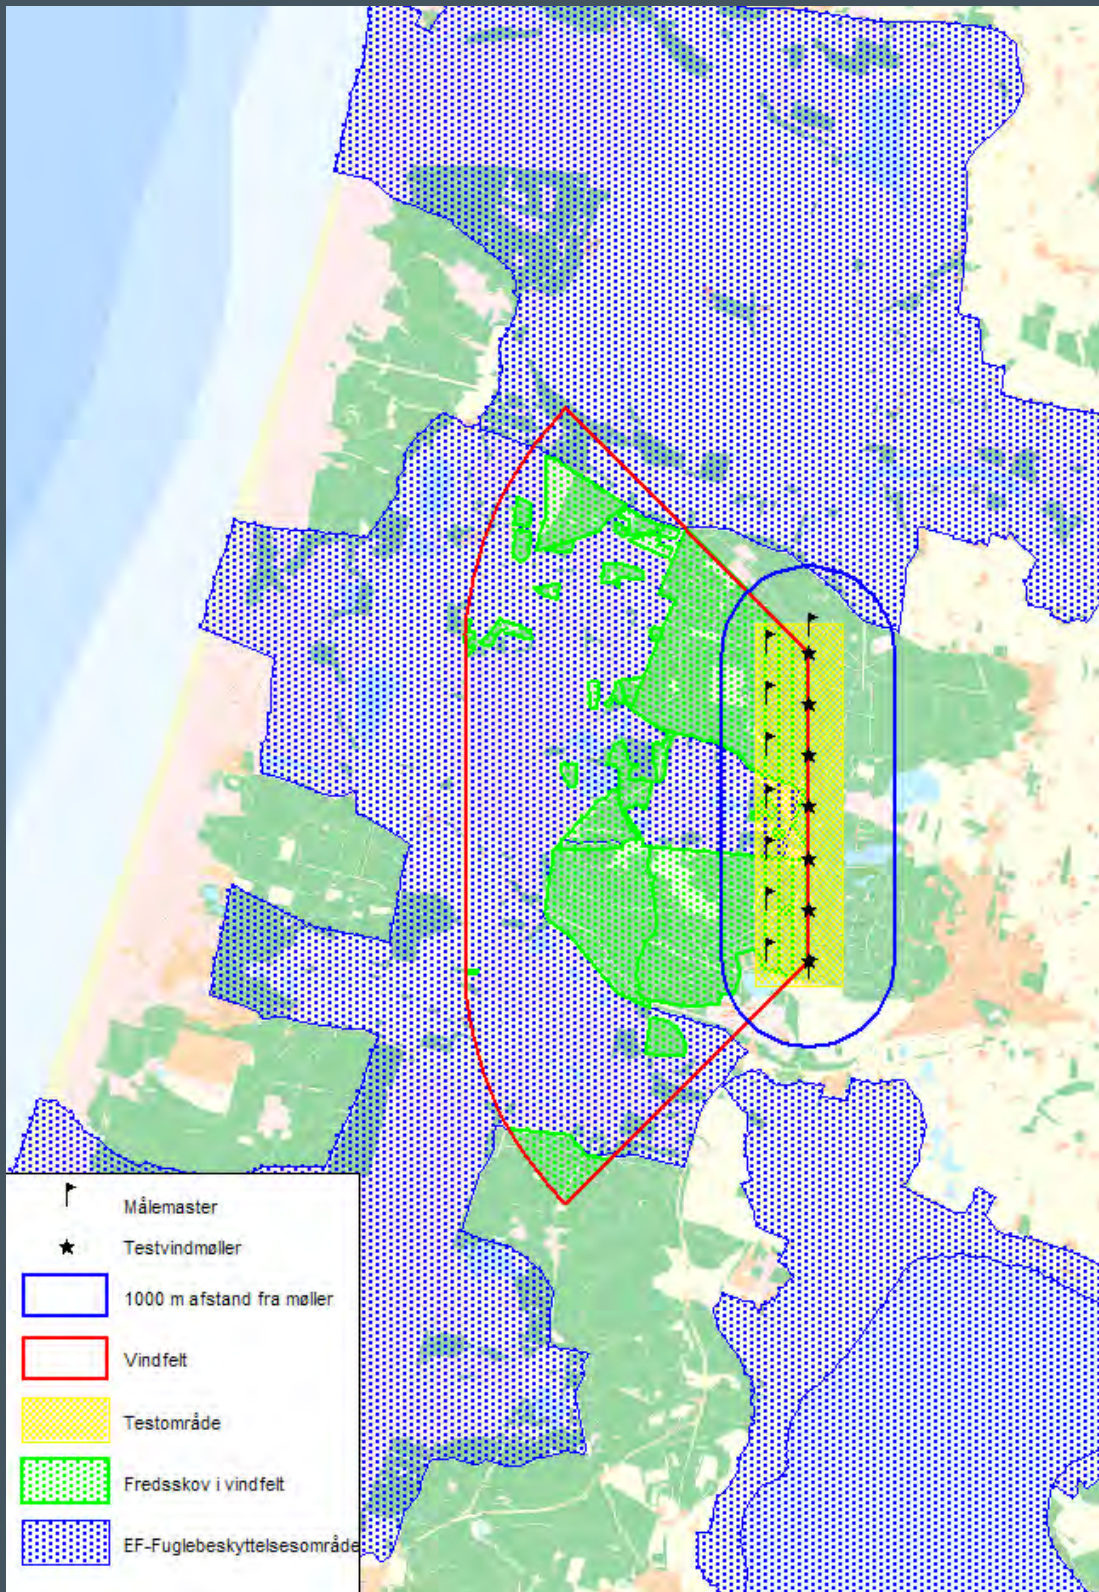 Målemaster
Testvindmøller
1000 m afstand fra møller
Vindfelt
Testområde
Fredsskov i vindfelt
EF-Fuglebeskyttelsesområde